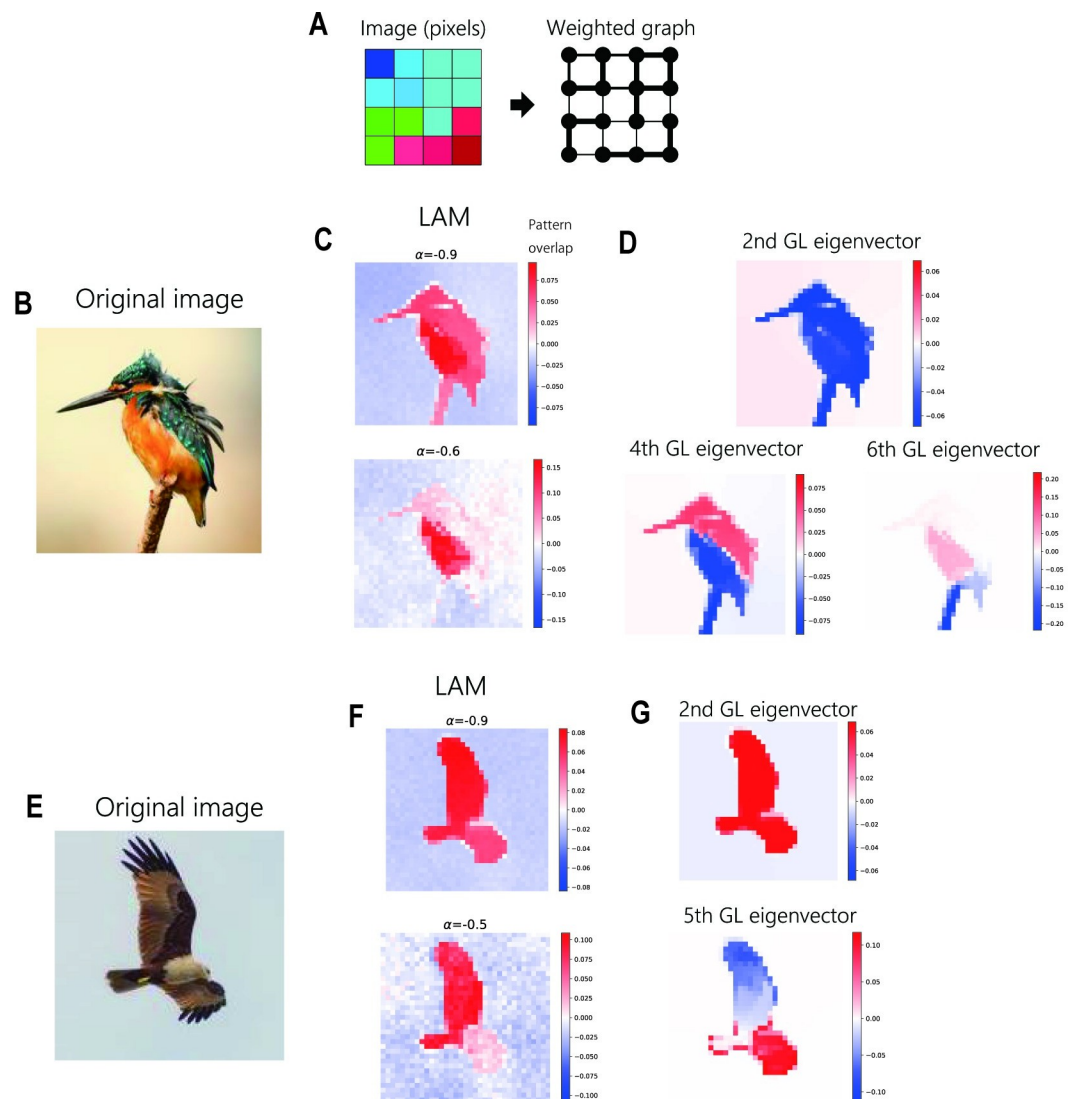 A
Image (pixels)
Weighted graph
B
Original image
C
LAM
α=-0.9
Pattern
overlap
0.075
0.050
0.025
0.000
−0.025
−0.050
−0.075
α=-0.6
0.15
0.10
0.05
0.00
−0.05
−0.10
−0.15
D
2nd GL eigenvector
0.06
0.04
0.02
0.00
−0.02
−0.04
−0.06
4th GL eigenvector
0.075
0.050
0.025
0.000
−0.025
−0.050
−0.075
6th GL eigenvector
0.20
0.15
0.10
0.05
0.00
−0.05
−0.10
−0.15
−0.20
E
Original image
F
LAM
α=-0.9
0.08
0.06
0.04
0.02
0.00
−0.02
−0.04
−0.06
−0.08
α=-0.5
0.100
0.075
0.050
0.025
0.000
−0.025
−0.050
−0.075
−0.100
G
2nd GL eigenvector
0.06
0.04
0.02
0.00
−0.02
−0.04
−0.06
5th GL eigenvector
0.10
0.05
0.00
−0.05
−0.10